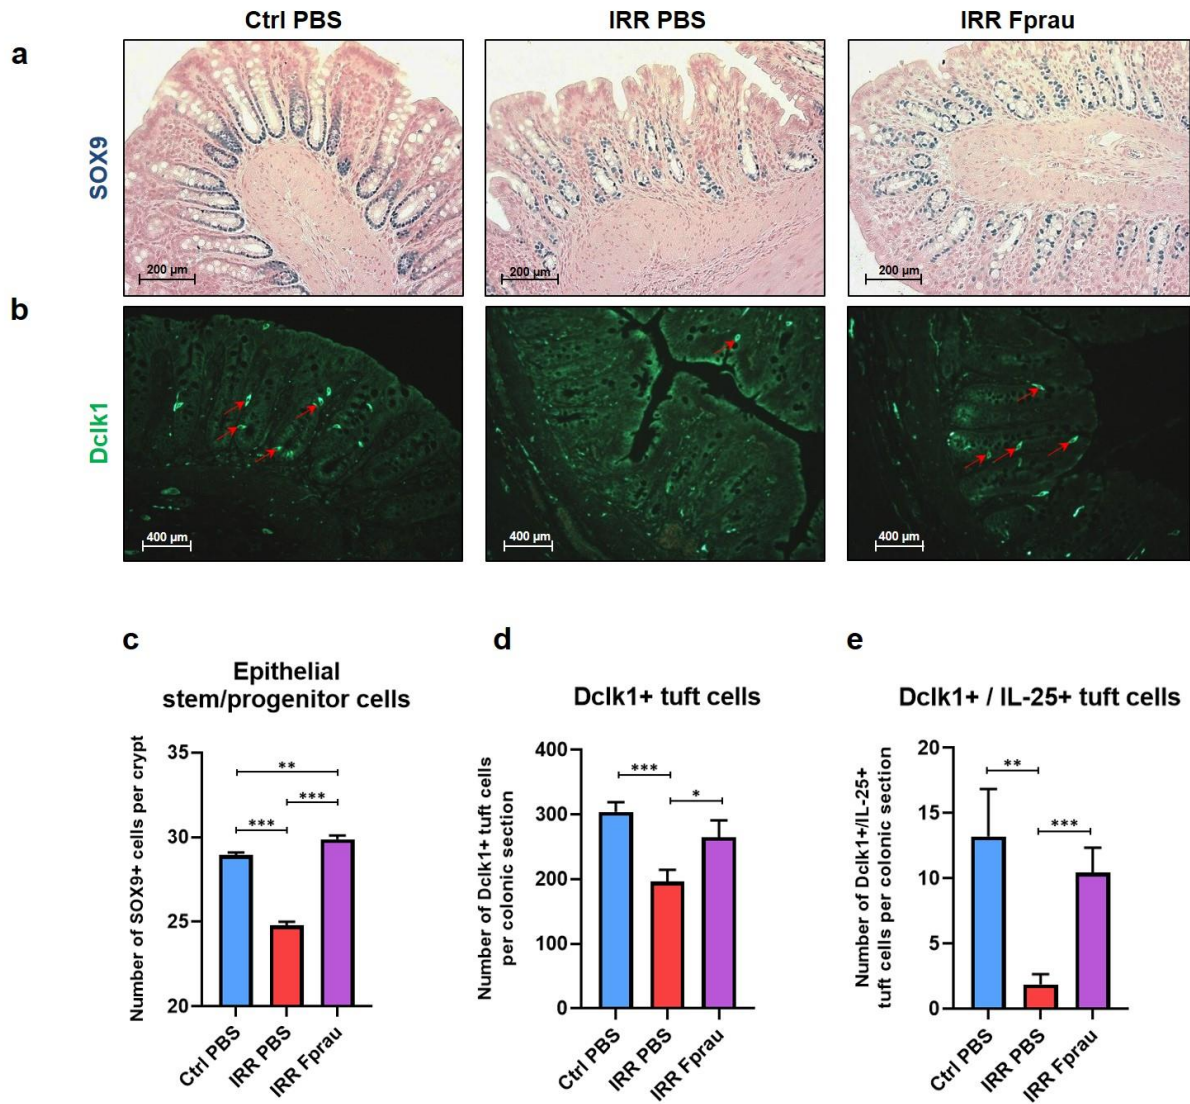 Ctrl PBS IRR PBS IRR Fprau
a
SOX9
200 µm 200 µm 200 µm
b
Dclk1
400 µm 400 µm 400 µm
c
Epithelial
stem/progenitor cells
Number of SOX9+ cells per crypt
35
30
25
20
**
***
***
Ctrl PBS IRR PBS IRR Fprau
d
Dclk1+ tuft cells
Number of Dclk1+ tuft cells
per colonic section
400
300
200
100
0
***
*
Ctrl PBS IRR PBS IRR Fprau
e
Dclk1+ / IL-25+ tuft cells
Number of Dclk1+/IL-25+
tuft cells per colonic section
20
15
10
5
0
**
***
Ctrl PBS IRR PBS IRR Fprau